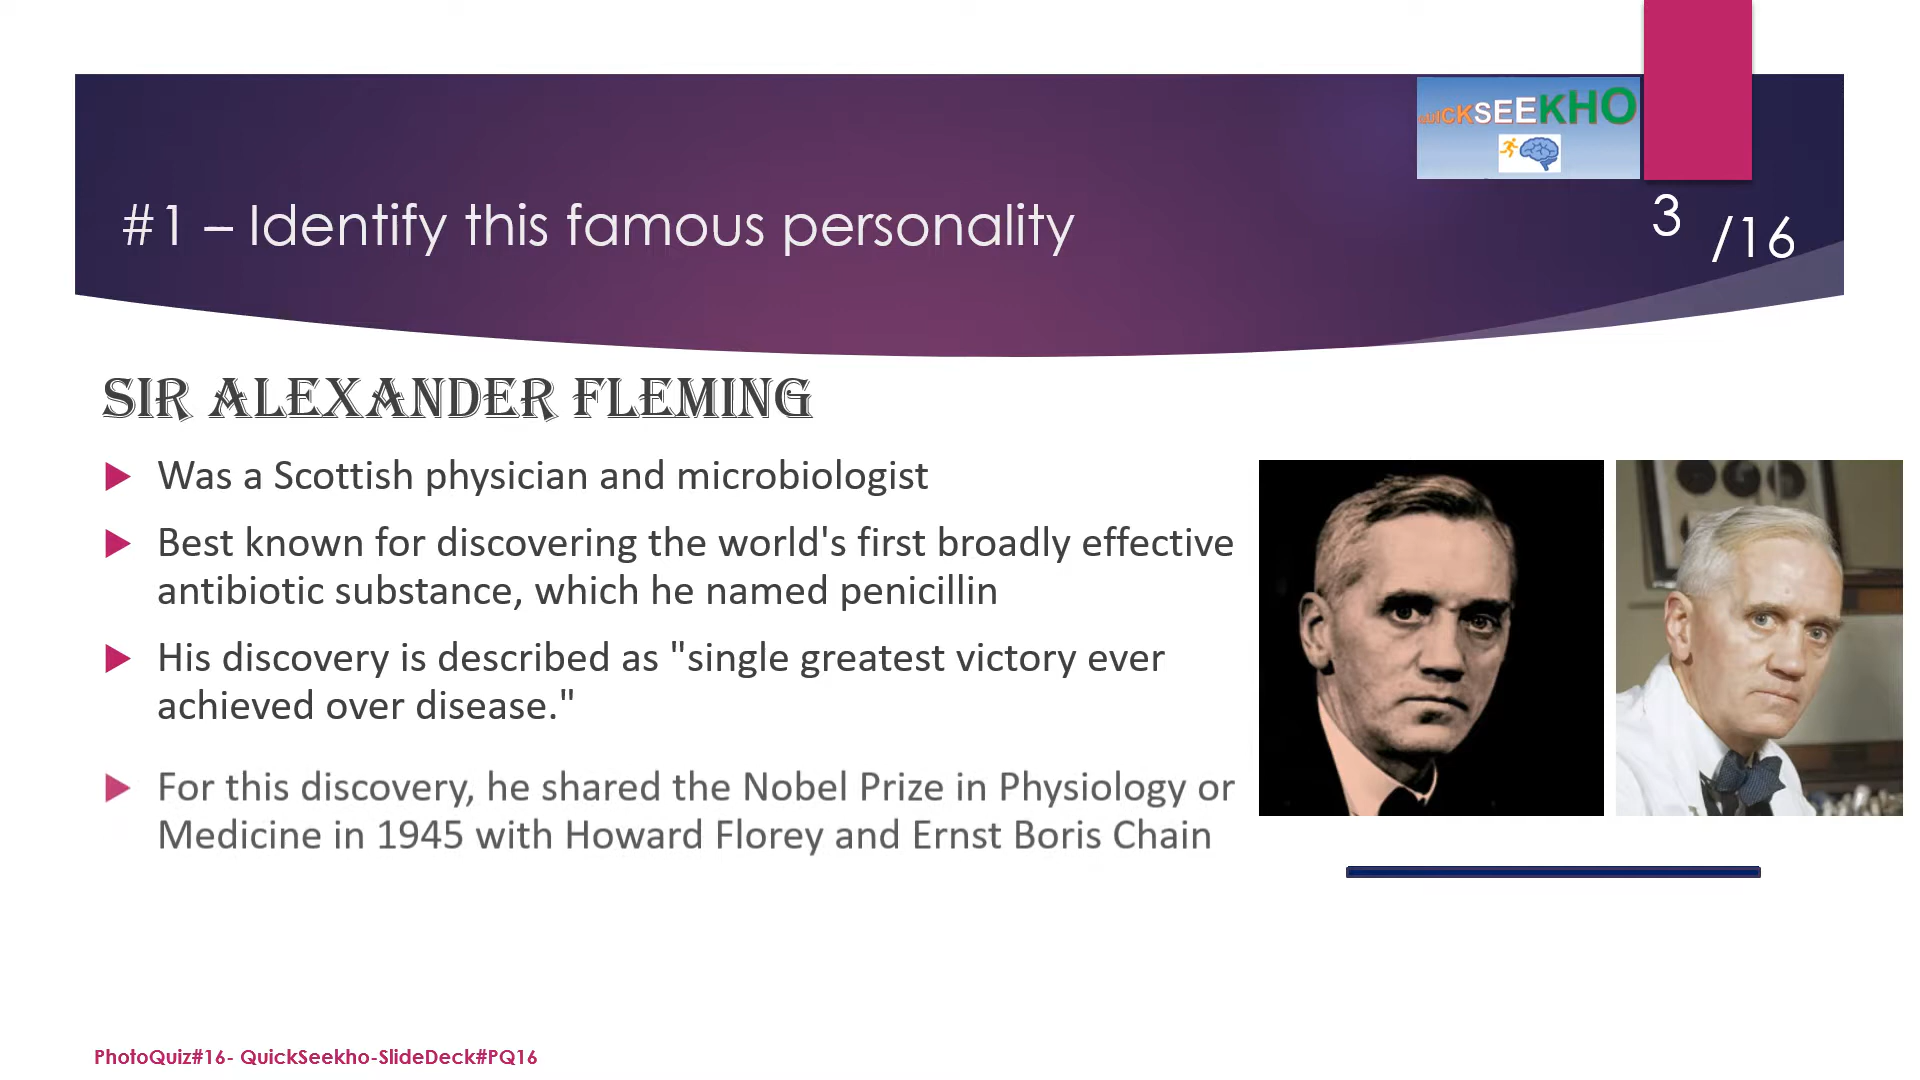 QUICKSEEKHO
#1 – Identify this famous personality
3 /16
SIR ALEXANDER FLEMING
Was a Scottish physician and microbiologist
Best known for discovering the world's first broadly effective
antibiotic substance, which he named penicillin
His discovery is described as "single greatest victory ever
achieved over disease."
For this discovery, he shared the Nobel Prize in Physiology or
Medicine in 1945 with Howard Florey and Ernst Boris Chain
PhotoQuiz#16- QuickSeekho-SlideDeck#PQ16